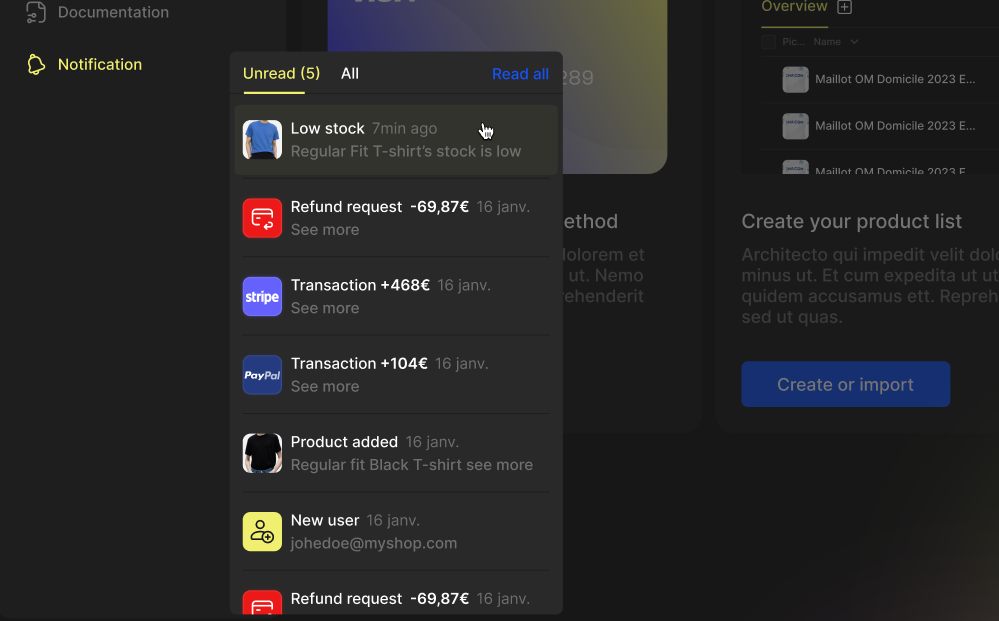 Documentation
Notification
Unread (5)
All
Read all
Low stock 7min ago
Regular Fit T-shirt's stock is low
Refund request -69,87€ 16 janv.
See more
stripe
Transaction +468€ 16 janv.
See more
PayPal
Transaction +104€ 16 janv.
See more
Product added 16 janv.
Regular fit Black T-shirt see more
New user 16 janv.
johedoe@myshop.com
Refund request -69,87€ 16 janv.
289
ethod
dolorem et
ut. Nemo
rehenderit
Overview
Pic... Name
Maillot OM Domicile 2023 E...
Maillot OM Domicile 2023 E...
Maillot OM Domicile 2023 E...
Create your product list
Architecto qui impedit velit dol
minus ut. Et cum expedita ut ut
quidem accusamus ett. Repreh
sed ut quas.
Create or import